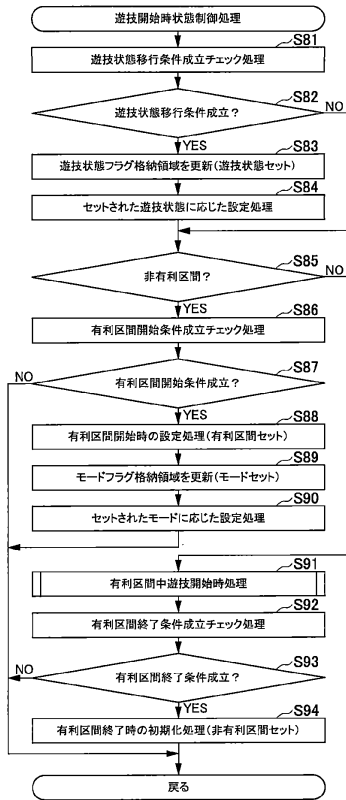 遊技開始時状態制御処理
S81
遊技状態移行条件成立チェック処理
S82
遊技状態移行条件成立?
NO
YES
S83
遊技状態フラグ格納領域を更新(遊技状態セット)
S84
セットされた遊技状態に応じた設定処理
S85
非有利区間?
NO
YES
S86
有利区間開始条件成立チェック処理
S87
NO
有利区間開始条件成立?
YES
S88
有利区間開始時の設定処理(有利区間セット)
S89
モードフラグ格納領域を更新(モードセット)
S90
セットされたモードに応じた設定処理
S91
有利区間中遊技開始時処理
S92
有利区間終了条件成立チェック処理
S93
NO
有利区間終了条件成立?
YES
S94
有利区間終了時の初期化処理(非有利区間セット)
戻る